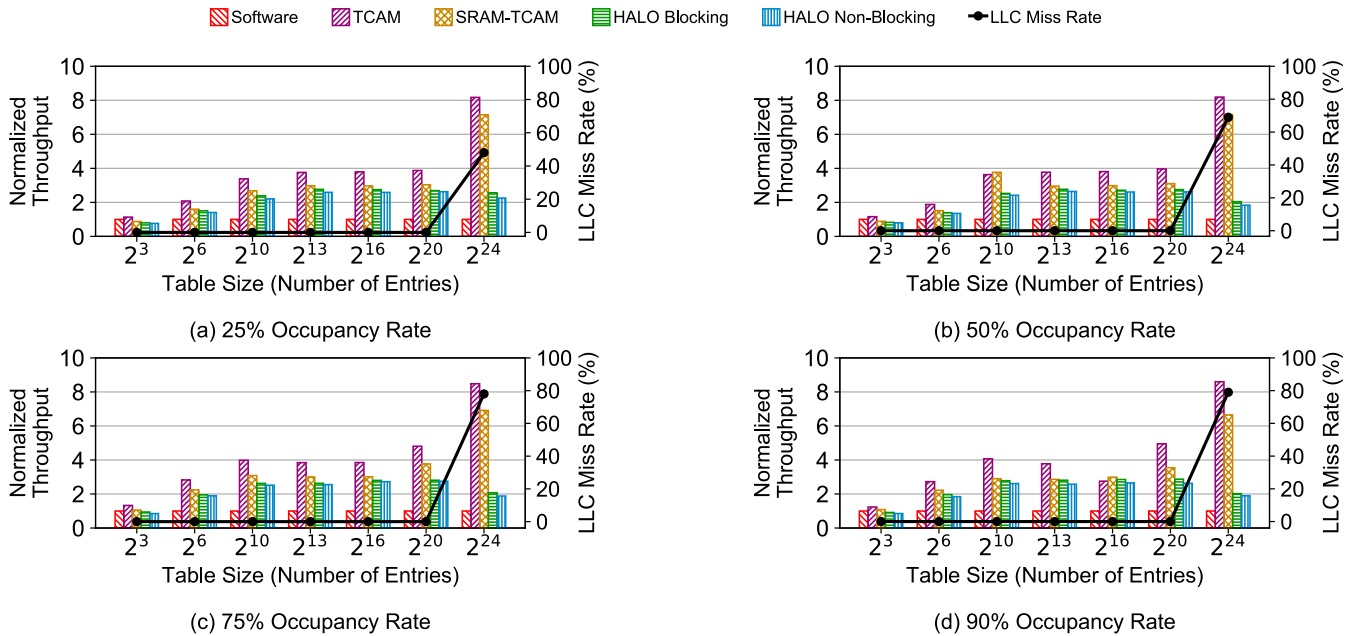 Software TCAM SRAM-TCAM HALO Blocking HALO Non-Blocking LLC Miss Rate
Normalized
Throughput
10
8
6
4
2
0
100
80
60
40
20
0
LLC Miss Rate (%)
2^3 2^6 2^10 2^13 2^16 2^20 2^24
Table Size (Number of Entries)
(a) 25% Occupancy Rate
Normalized
Throughput
10
8
6
4
2
0
100
80
60
40
20
0
LLC Miss Rate (%)
2^3 2^6 2^10 2^13 2^16 2^20 2^24
Table Size (Number of Entries)
(b) 50% Occupancy Rate
Normalized
Throughput
10
8
6
4
2
0
100
80
60
40
20
0
LLC Miss Rate (%)
2^3 2^6 2^10 2^13 2^16 2^20 2^24
Table Size (Number of Entries)
(c) 75% Occupancy Rate
Normalized
Throughput
10
8
6
4
2
0
100
80
60
40
20
0
LLC Miss Rate (%)
2^3 2^6 2^10 2^13 2^16 2^20 2^24
Table Size (Number of Entries)
(d) 90% Occupancy Rate